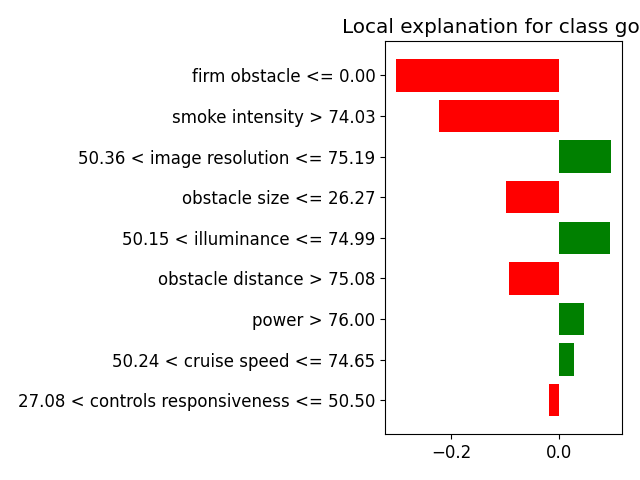 Local explanation for class go
firm obstacle <= 0.00
smoke intensity > 74.03
50.36 < image resolution <= 75.19
obstacle size <= 26.27
50.15 < illuminance <= 74.99
obstacle distance > 75.08
power > 76.00
50.24 < cruise speed <= 74.65
27.08 < controls responsiveness <= 50.50
−0.2 0.0